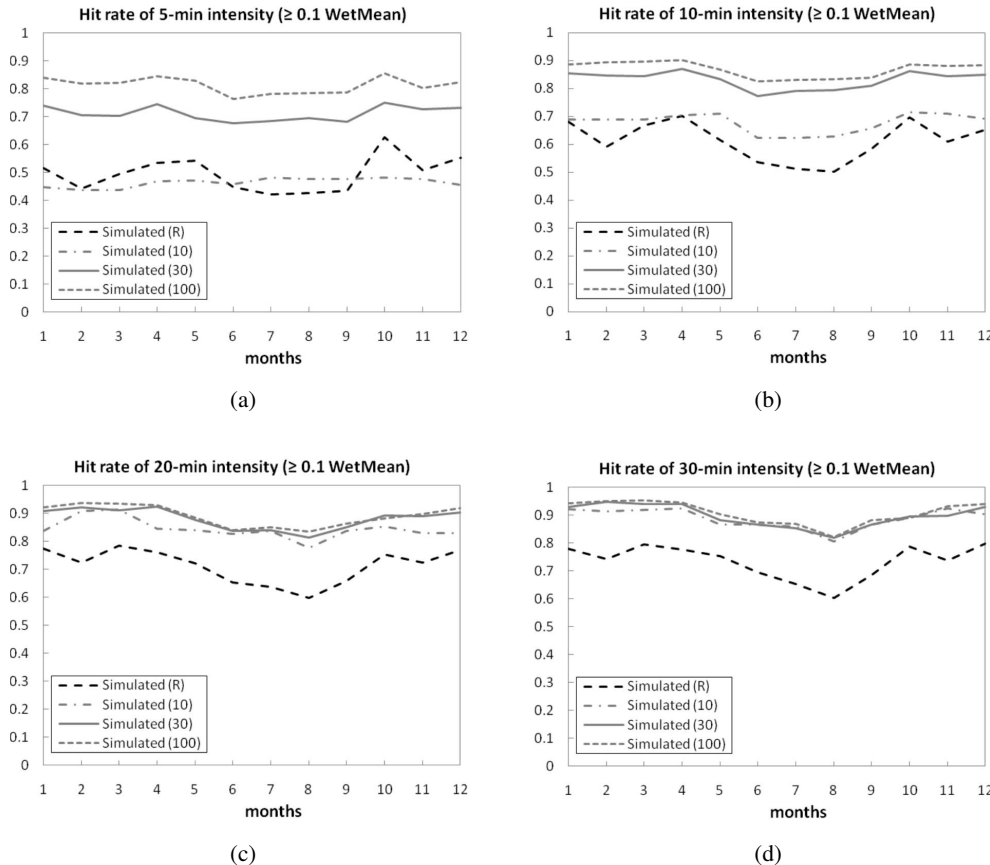 Hit rate of 5-min intensity (≥ 0.1 WetMean)
1
0.9
0.8
0.7
0.6
0.5
0.4
0.3
0.2
0.1
0
Simulated (R)
Simulated (10)
Simulated (30)
Simulated (100)
1 2 3 4 5 6 7 8 9 10 11 12
months
(a)
Hit rate of 10-min intensity (≥ 0.1 WetMean)
1
0.9
0.8
0.7
0.6
0.5
0.4
0.3
0.2
0.1
0
Simulated (R)
Simulated (10)
Simulated (30)
Simulated (100)
1 2 3 4 5 6 7 8 9 10 11 12
months
(b)
Hit rate of 20-min intensity (≥ 0.1 WetMean)
1
0.9
0.8
0.7
0.6
0.5
0.4
0.3
0.2
0.1
0
Simulated (R)
Simulated (10)
Simulated (30)
Simulated (100)
1 2 3 4 5 6 7 8 9 10 11 12
months
(c)
Hit rate of 30-min intensity (≥ 0.1 WetMean)
1
0.9
0.8
0.7
0.6
0.5
0.4
0.3
0.2
0.1
0
Simulated (R)
Simulated (10)
Simulated (30)
Simulated (100)
1 2 3 4 5 6 7 8 9 10 11 12
months
(d)